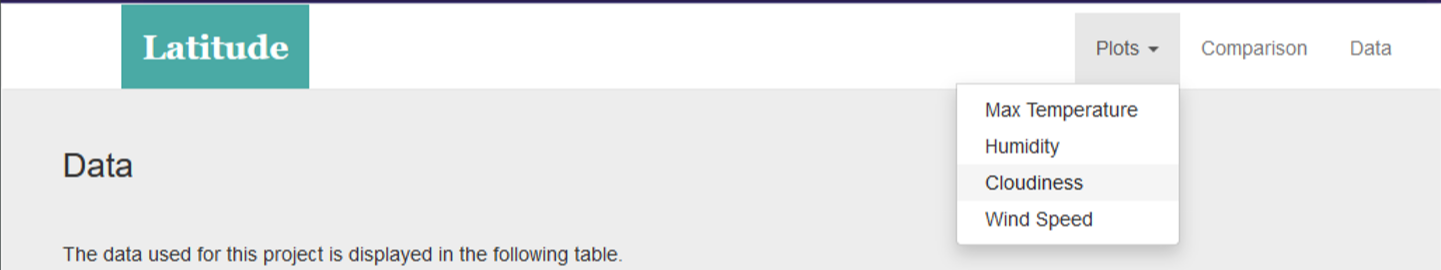 Latitude
Plots
Comparison
Data
Max Temperature
Humidity
Cloudiness
Wind Speed
Data
The data used for this project is displayed in the following table.